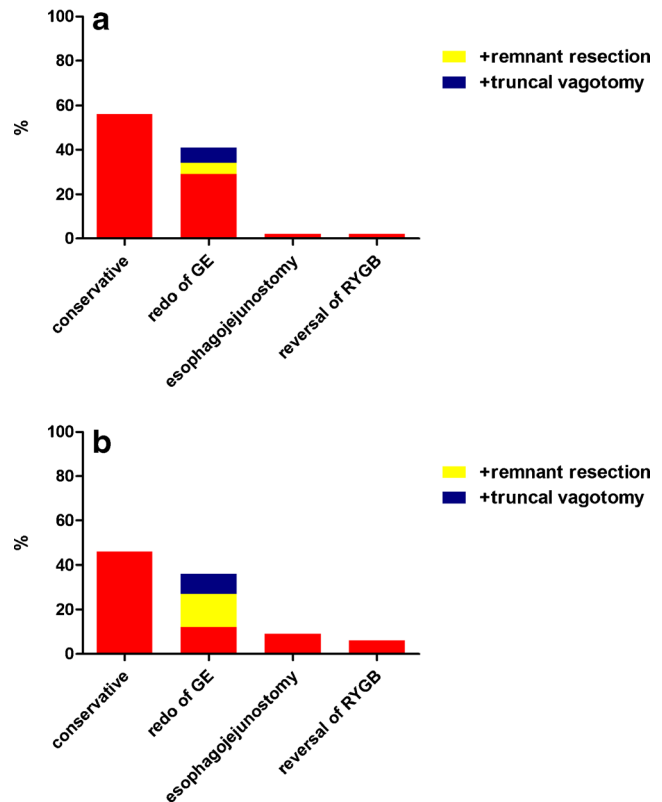 a
100
80
60
40
20
0
%
+remnant resection
+truncal vagotomy
conservative
redo of GE
esophagojejunostomy
reversal of RYGB
b
100
80
60
40
20
0
%
+remnant resection
+truncal vagotomy
conservative
redo of GE
esophagojejunostomy
reversal of RYGB